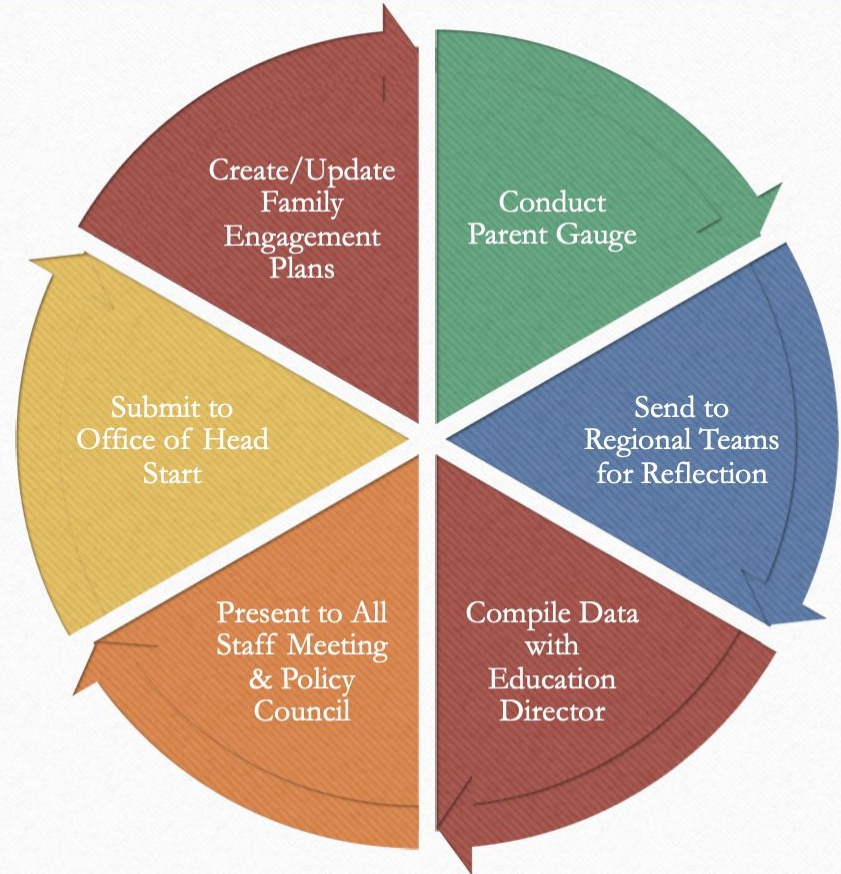 Create/Update
Family
Engagement
Plans
Conduct
Parent Gauge
Submit to
Office of Head
Start
Send to
Regional Teams
for Reflection
Present to All
Staff Meeting
& Policy
Council
Compile Data
with
Education
Director